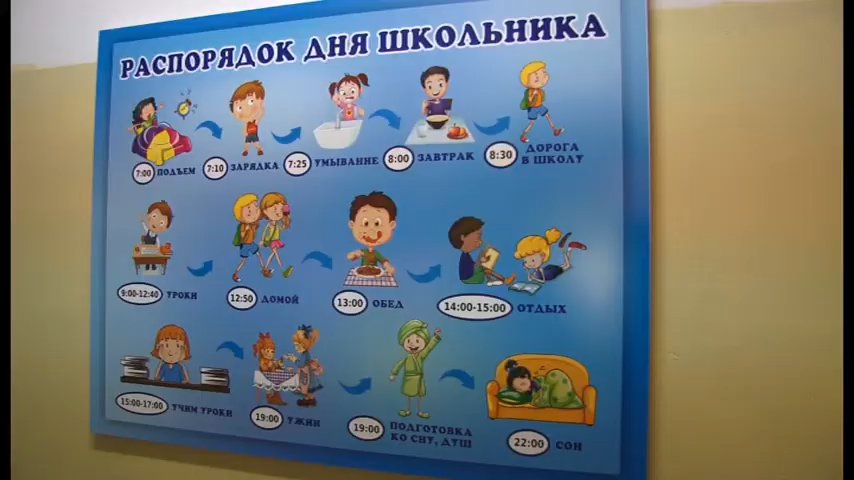 РАСПОРЯДОК ДНЯ ШКОЛЬНИКА
7:00 ПОДЪЕМ
7:10 ЗАРЯДКА
7:25 УМЫВАНИЕ
8:00 ЗАВТРАК
8:30 ДОРОГА
В ШКОЛУ
9:00-12:40 УРОКИ
12:50 ДОМОЙ
13:00 ОБЕД
14:00-15:00 ОТДЫХ
15:00-17:00 УЧИМ УРОКИ
19:00 УЖИН
19:00 ПОДГОТОВКА
КО СНУ, ДУШ
22:00 СОН